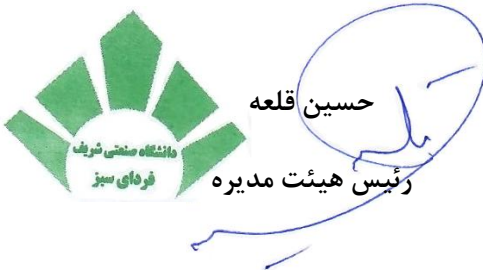 حسین قلعه
دانشگاه صنعتی شریف
فردای سبز
رئیس هیئت مدیره